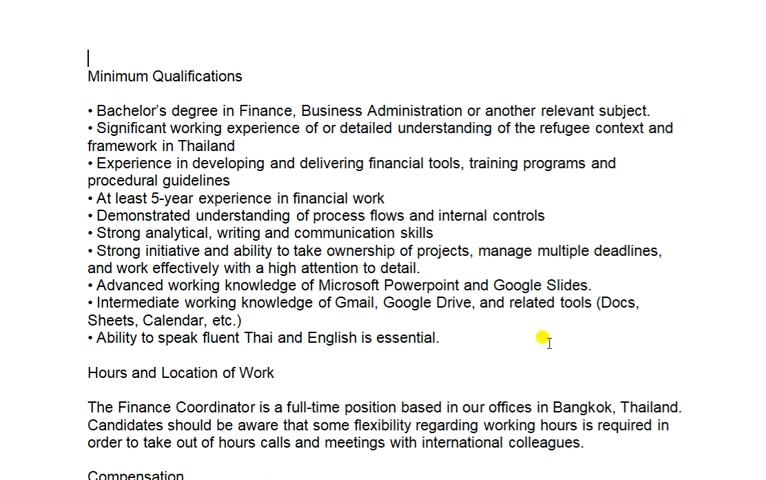 Minimum Qualifications
• Bachelor's degree in Finance, Business Administration or another relevant subject.
• Significant working experience of or detailed understanding of the refugee context and
framework in Thailand
• Experience in developing and delivering financial tools, training programs and
procedural guidelines
• At least 5-year experience in financial work
• Demonstrated understanding of process flows and internal controls
• Strong analytical, writing and communication skills
• Strong initiative and ability to take ownership of projects, manage multiple deadlines,
and work effectively with a high attention to detail.
• Advanced working knowledge of Microsoft Powerpoint and Google Slides.
• Intermediate working knowledge of Gmail, Google Drive, and related tools (Docs,
Sheets, Calendar, etc.)
• Ability to speak fluent Thai and English is essential.
Hours and Location of Work
The Finance Coordinator is a full-time position based in our offices in Bangkok, Thailand.
Candidates should be aware that some flexibility regarding working hours is required in
order to take out of hours calls and meetings with international colleagues.
Compensation